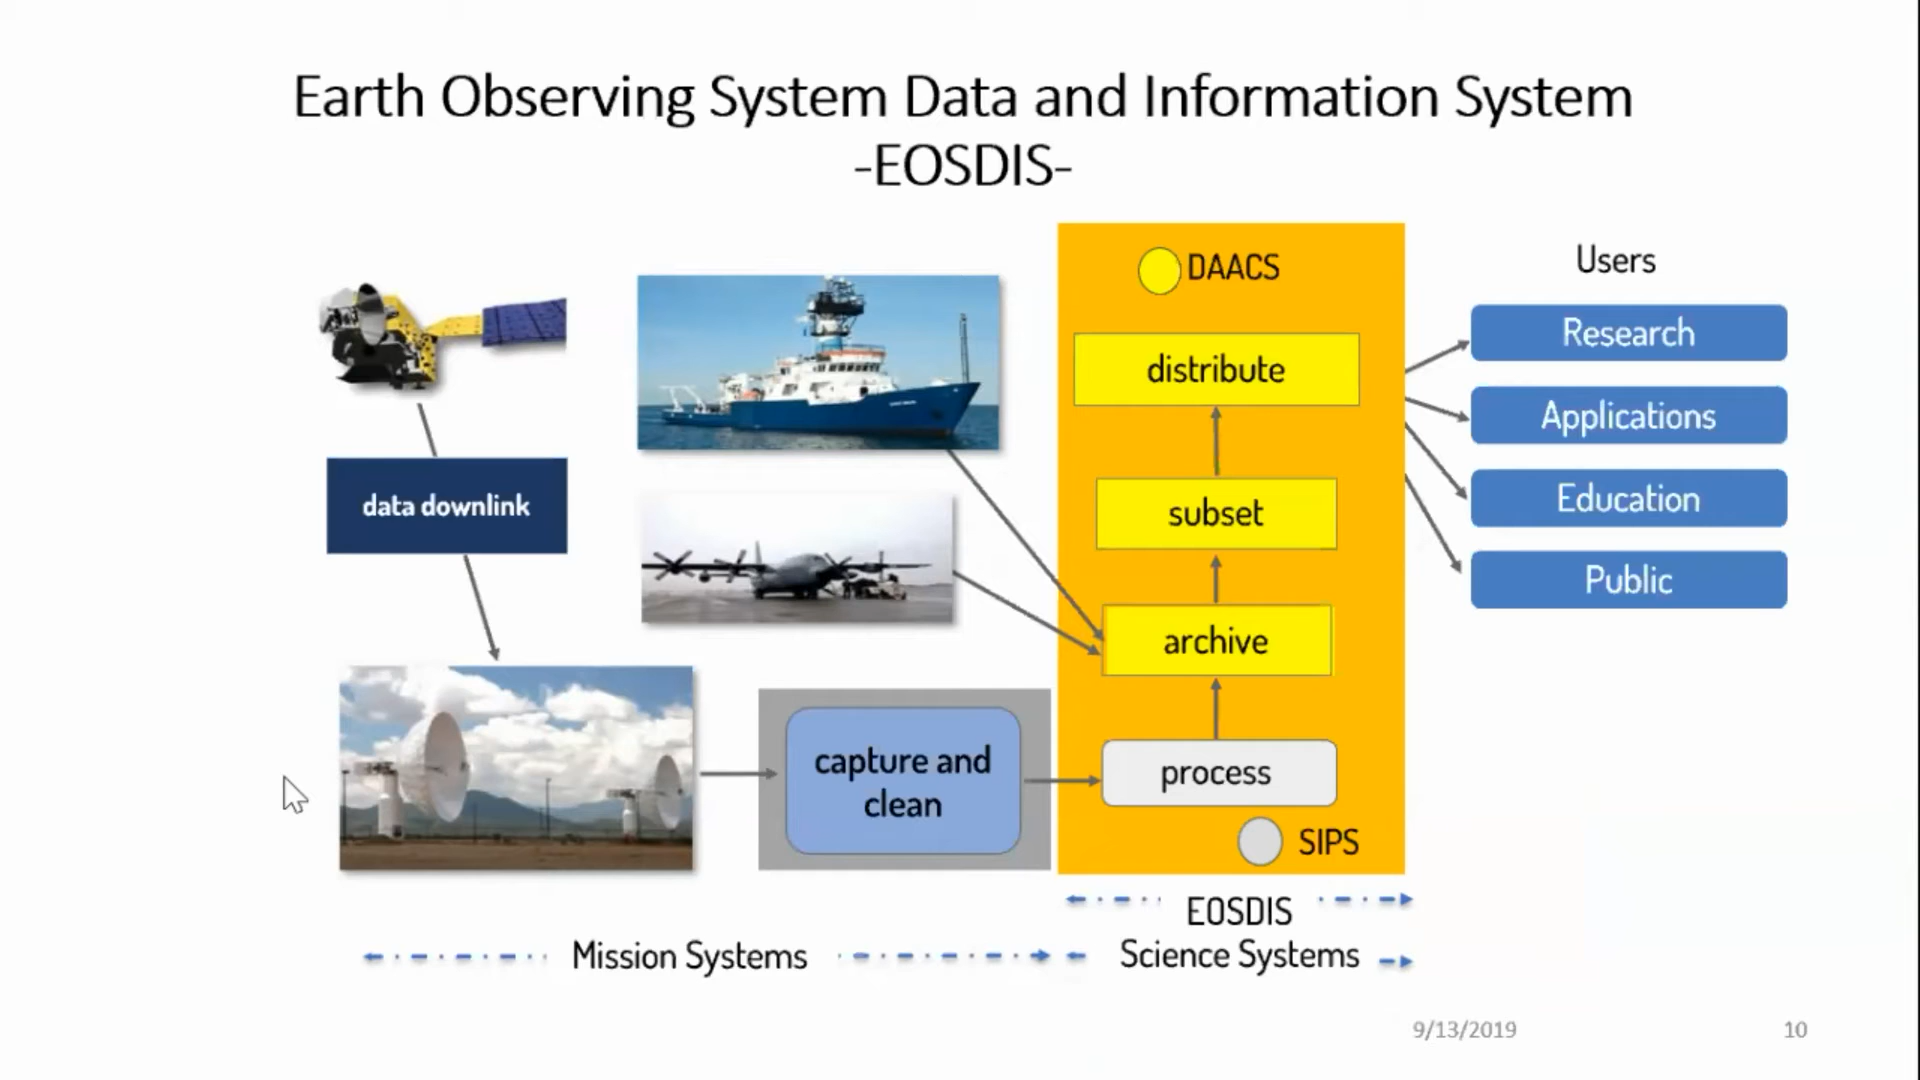 Earth Observing System Data and Information System
-EOSDIS-
DAACS
Users
distribute
Research
Applications
subset
Education
data downlink
Public
archive
capture and
clean
process
SIPS
EOSDIS
Mission Systems
Science Systems
9/13/2019
10